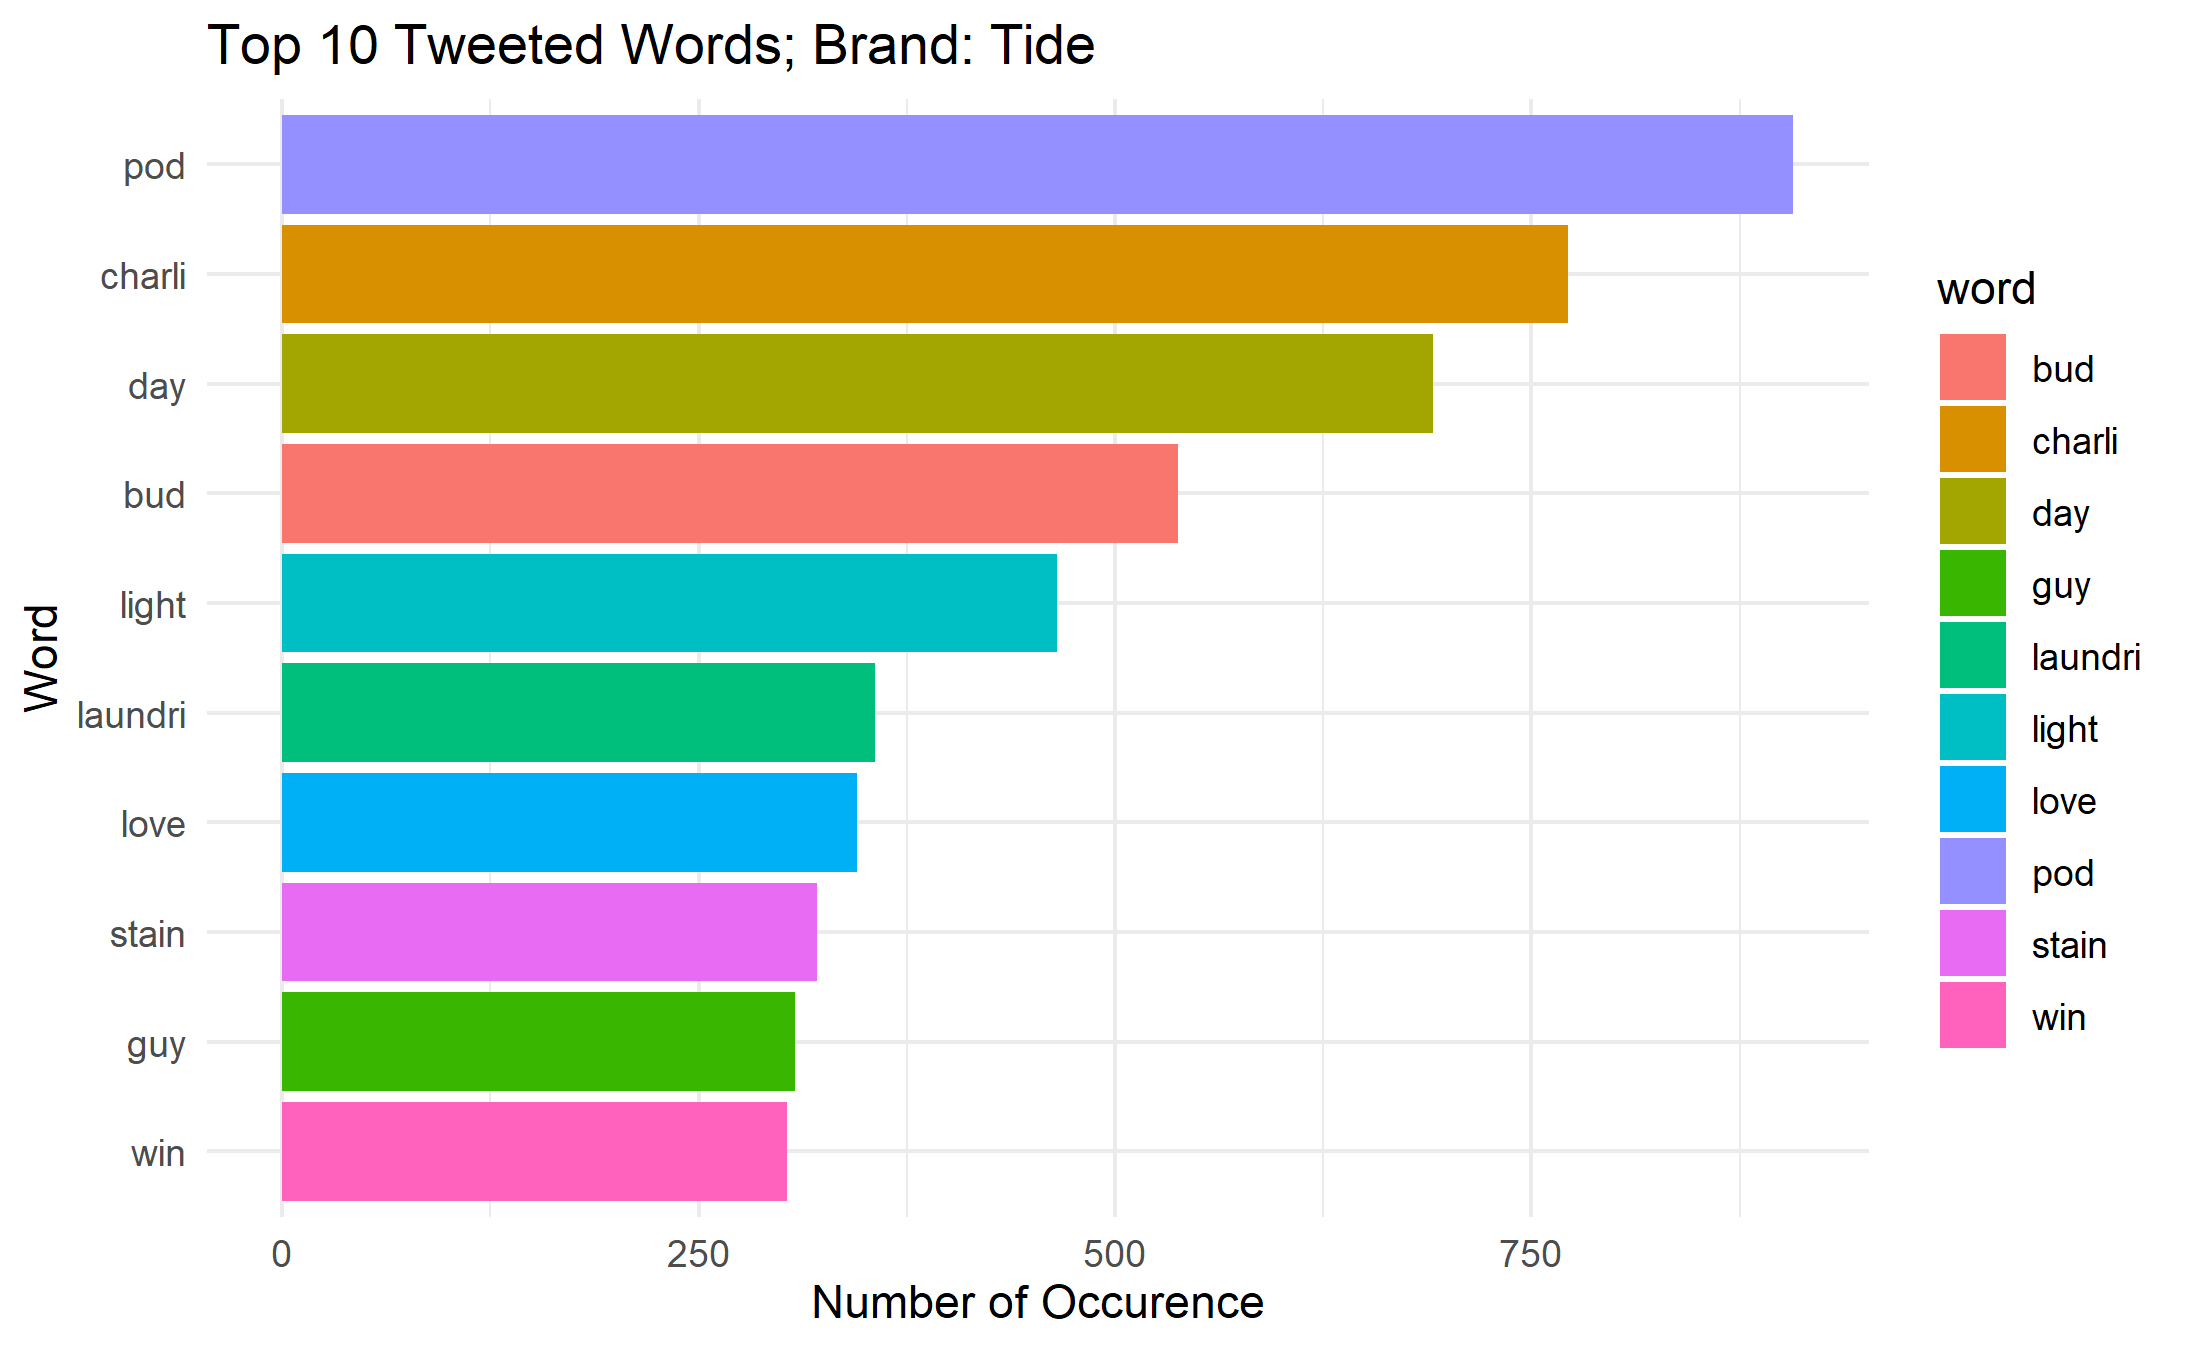 Top 10 Tweeted Words; Brand: Tide
Word
pod
charli
day
bud
light
laundri
love
stain
guy
win
0 250 500 750
Number of Occurence
word
bud
charli
day
guy
laundri
light
love
pod
stain
win